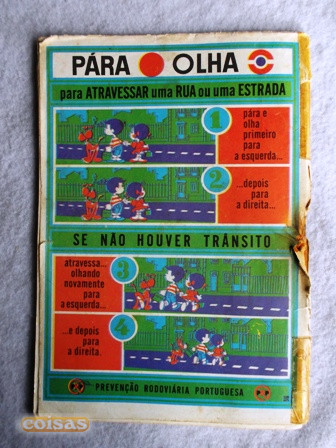 PÁRA OLHA
para ATRAVESSAR uma RUA ou uma ESTRADA
1
pára e
olha
primeiro
para
a esquerda...
2
...depois
para
a direita...
SE NÃO HOUVER TRÂNSITO
atravessa...
olhando
novamente
para
a esquerda...
3
...e depois
para
a direita.
4
PREVENÇÃO RODOVIÁRIA PORTUGUESA
coisas